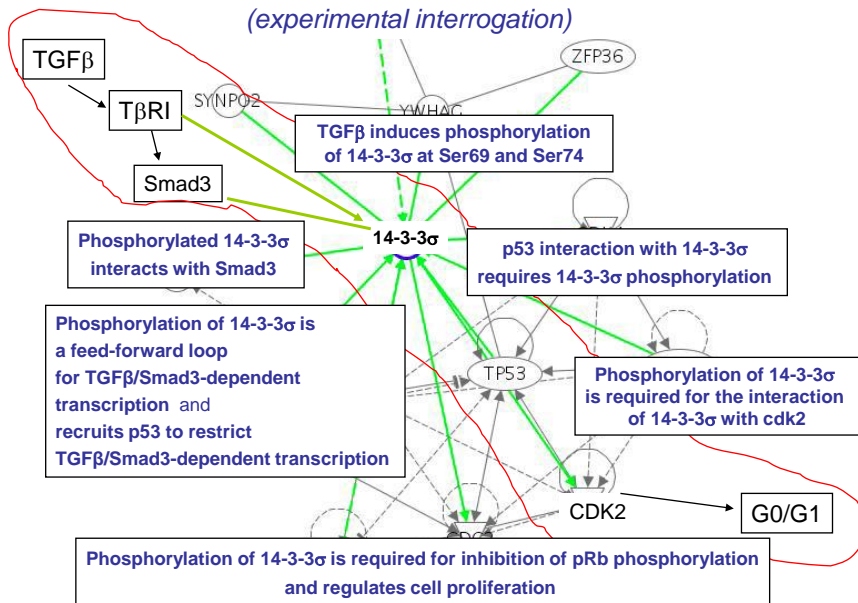 (experimental interrogation)
TGFβ
ZFP36
TβRI
SYNPO2
YWHAG
TGFβ induces phosphorylation
of 14-3-3σ at Ser69 and Ser74
Smad3
14-3-3σ
Phosphorylated 14-3-3σ
interacts with Smad3
p53 interaction with 14-3-3σ
requires 14-3-3σ phosphorylation
Phosphorylation of 14-3-3σ is
a feed-forward loop
for TGFβ/Smad3-dependent
transcription and
recruits p53 to restrict
TGFβ/Smad3-dependent transcription
TP53
Phosphorylation of 14-3-3σ
is required for the interaction
of 14-3-3σ with cdk2
CDK2
G0/G1
Phosphorylation of 14-3-3σ is required for inhibition of pRb phosphorylation
and regulates cell proliferation